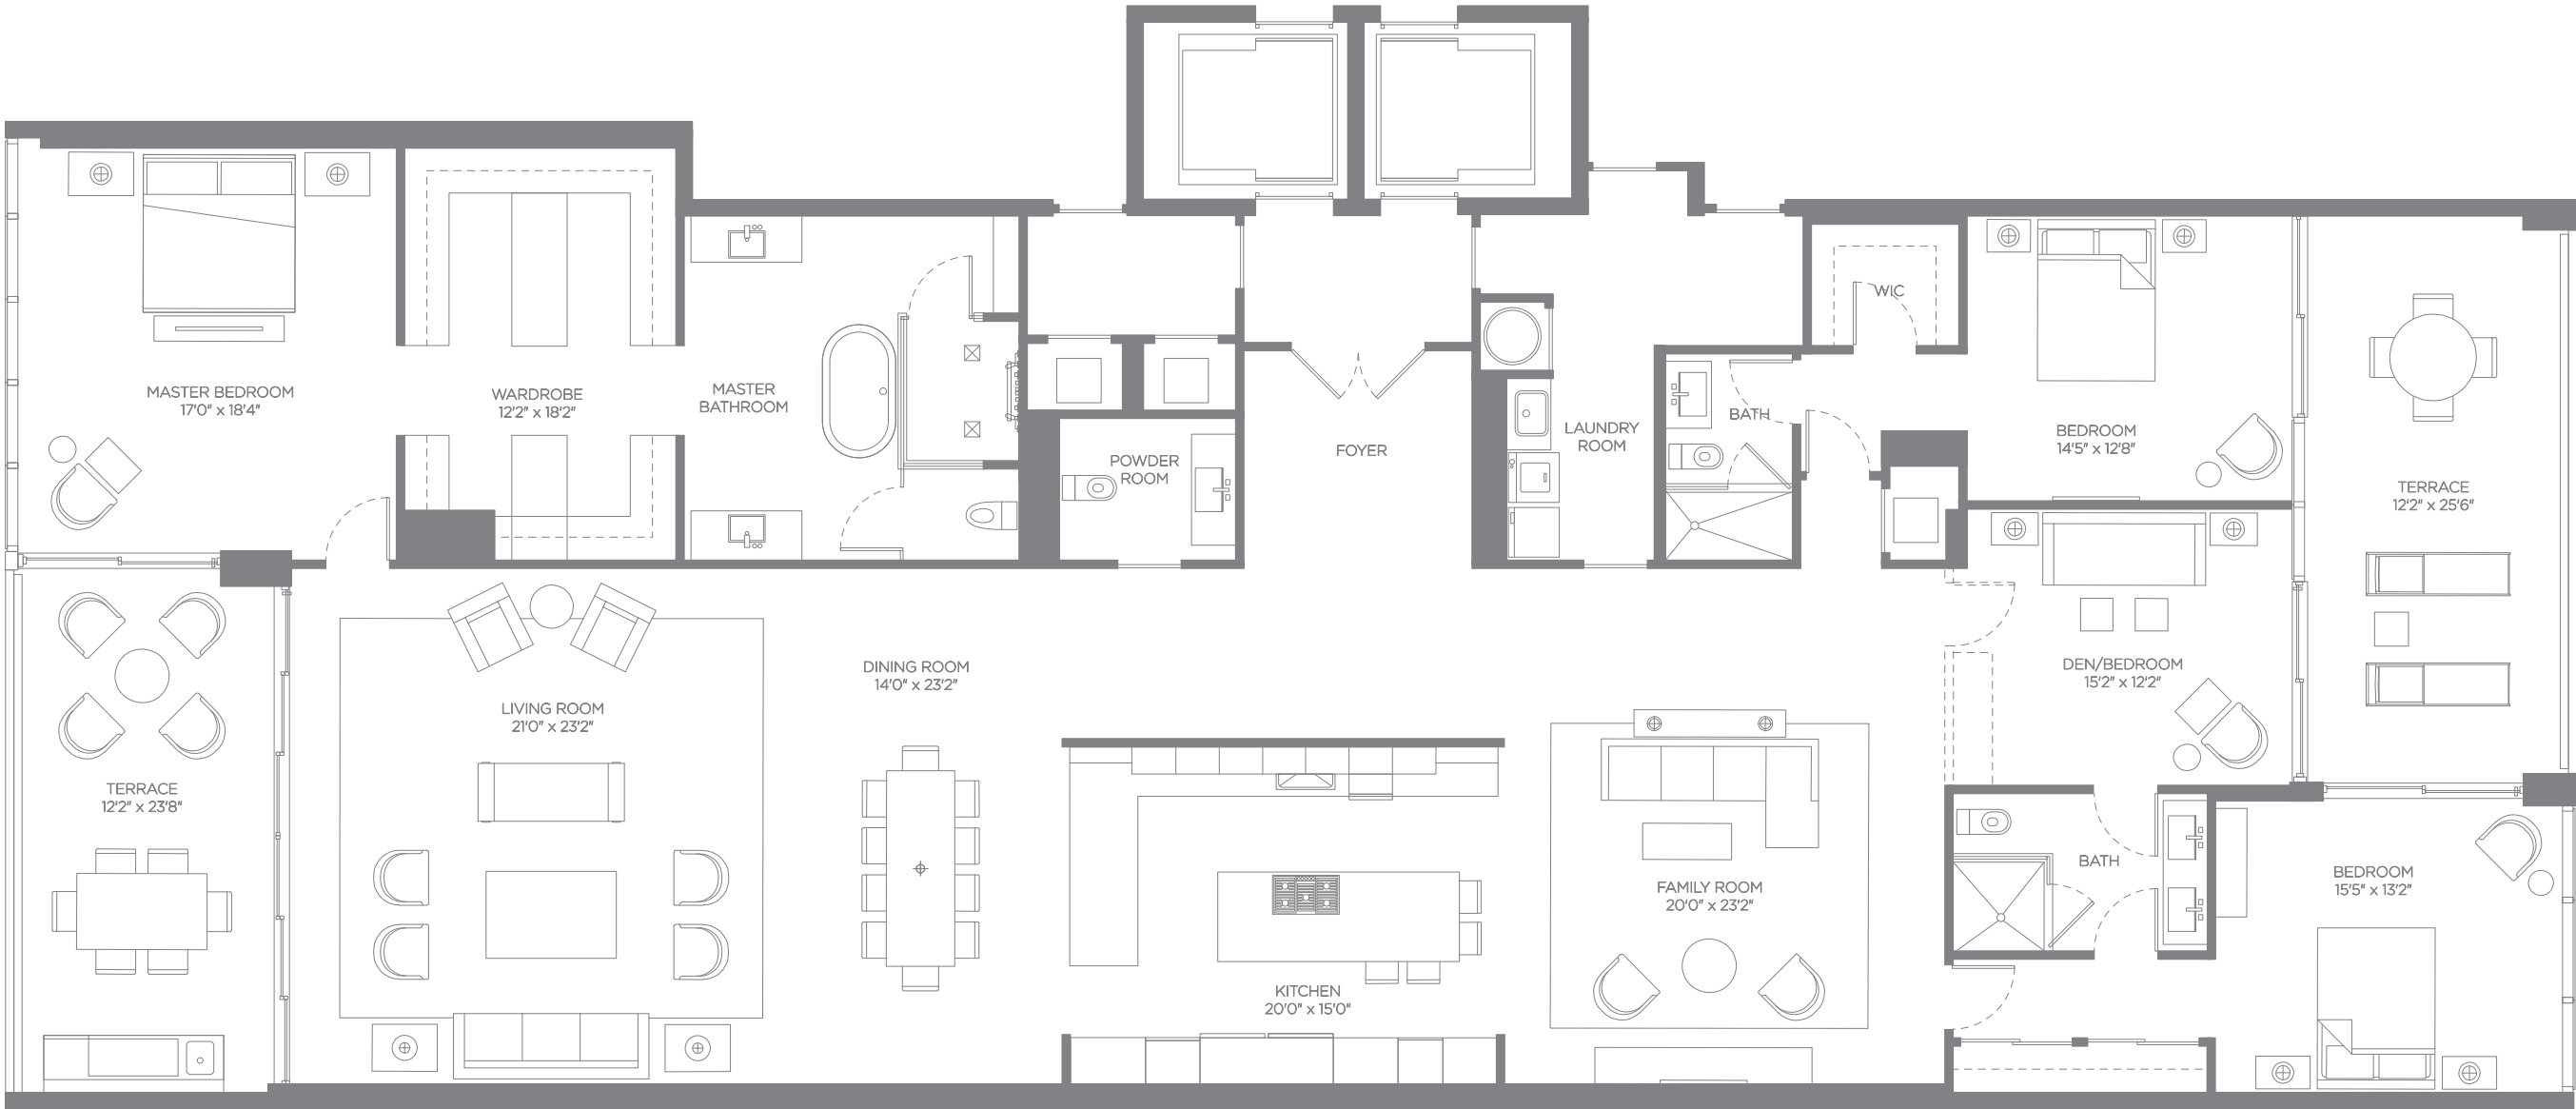 MASTER BEDROOM
17'0" x 18'4"
WARDROBE
12'2" x 18'2"
MASTER
BATHROOM
POWDER
ROOM
FOYER
LAUNDRY
ROOM
BATH
WIC
BEDROOM
14'5" x 12'8"
TERRACE
12'2" x 25'6"
TERRACE
12'2" x 23'8"
LIVING ROOM
21'0" x 23'2"
DINING ROOM
14'0" x 23'2"
KITCHEN
20'0" x 15'0"
FAMILY ROOM
20'0" x 23'2"
DEN/BEDROOM
15'2" x 12'2"
BATH
BEDROOM
15'5" x 13'2"